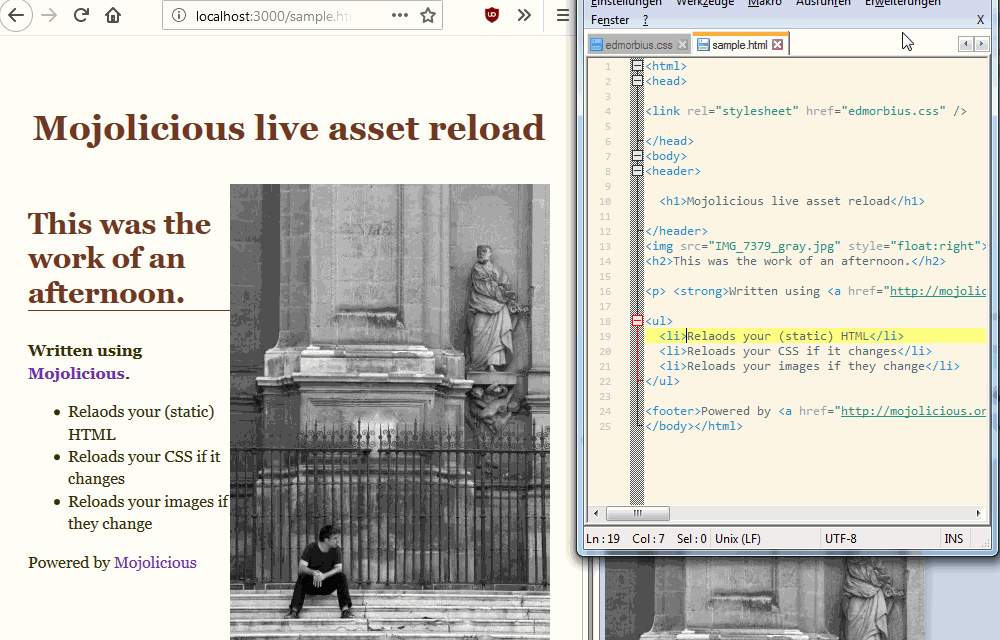 localhost:3000/sample.ht
Mojolicious live asset reload
This was the
work of an
afternoon.
Written using
Mojolicious.
Relaods your (static)
HTML
Reloads your CSS if it
changes
Reloads your images if
they change
Powered by Mojolicious
Einstellungen Werkzeuge Makro Ausführen Erweiterungen
Fenster ? X
edmorbius.css sample.html
1 <html>
2 <head>
3
4 <link rel="stylesheet" href="edmorbius.css" />
5
6 </head>
7 <body>
8 <header>
9
10 <h1>Mojolicious live asset reload</h1>
11
12 </header>
13 <img src="IMG_7379_gray.jpg" style="float:right">
14 <h2>This was the work of an afternoon.</h2>
15
16 <p> <strong>Written using <a href="http://mojolic
17
18 <ul>
19 <li>Relaods your (static) HTML</li>
20 <li>Reloads your CSS if it changes</li>
21 <li>Reloads your images if they change</li>
22 </ul>
23
24 <footer>Powered by <a href="http://mojolicious.or
25 </body></html>
Ln : 19 Col : 7 Sel : 0 Unix (LF) UTF-8 INS